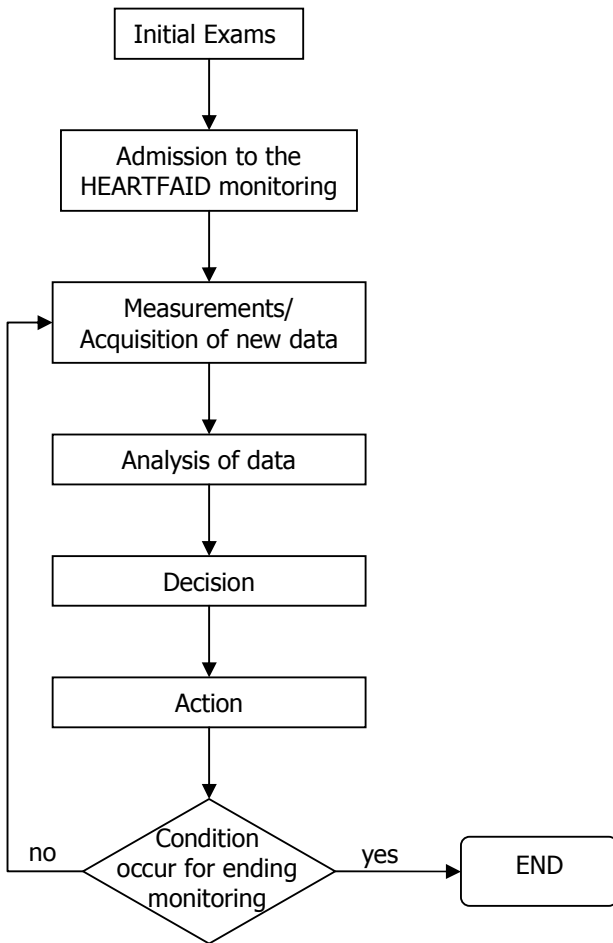 Initial Exams
Admission to the
HEARTFAID monitoring
Measurements/
Acquisition of new data
Analysis of data
Decision
Action
Condition
occur for ending
monitoring
no
yes
END